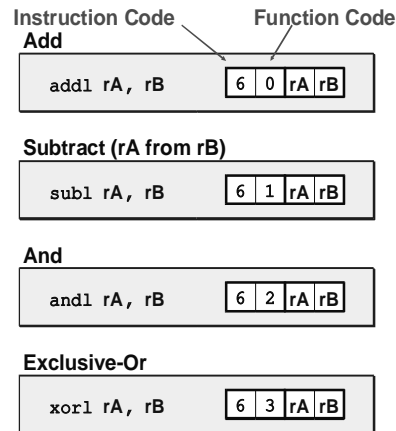 Instruction Code Function Code
Add
addl rA, rB 6 0 rA rB
Subtract (rA from rB)
subl rA, rB 6 1 rA rB
And
andl rA, rB 6 2 rA rB
Exclusive-Or
xorl rA, rB 6 3 rA rB